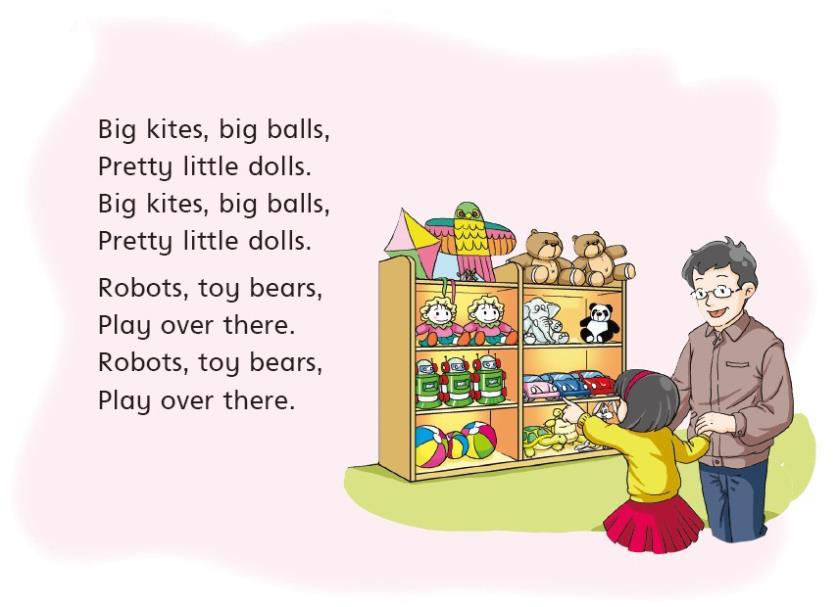 Big kites, big balls,
Pretty little dolls.
Big kites, big balls,
Pretty little dolls.
Robots, toy bears,
Play over there.
Robots, toy bears,
Play over there.